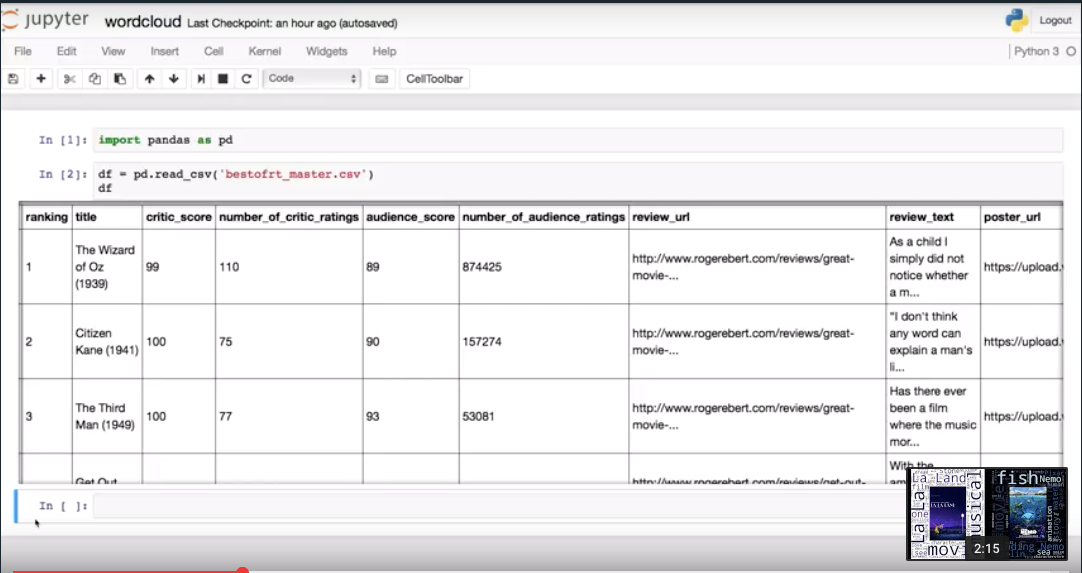 jupyter wordcloud Last Checkpoint: an hour ago (autosaved) Logout
File Edit View Insert Cell Kernel Widgets Help Python 3
Code CellToolbar
In [1]: import pandas as pd
In [2]: df = pd.read_csv('bestofrt_master.csv')
df
ranking title critic_score number_of_critic_ratings audience_score number_of_audience_ratings review_url review_text poster_url
1 The Wizard of Oz (1939) 99 110 89 874425 http://www.rogerebert.com/reviews/great-movie-... As a child I simply did not notice whether a m... https://upload.
2 Citizen Kane (1941) 100 75 90 157274 http://www.rogerebert.com/reviews/great-movie-... "I don't think any word can explain a man's li... https://upload.
3 The Third Man (1949) 100 77 93 53081 http://www.rogerebert.com/reviews/great-movie-... Has there ever been a film where the music mor... https://upload.
Get Out http://www.rogerebert.com/reviews/get-out- With the
In [ ]:
La La Land
fish Nemo
musical
movi
2:15